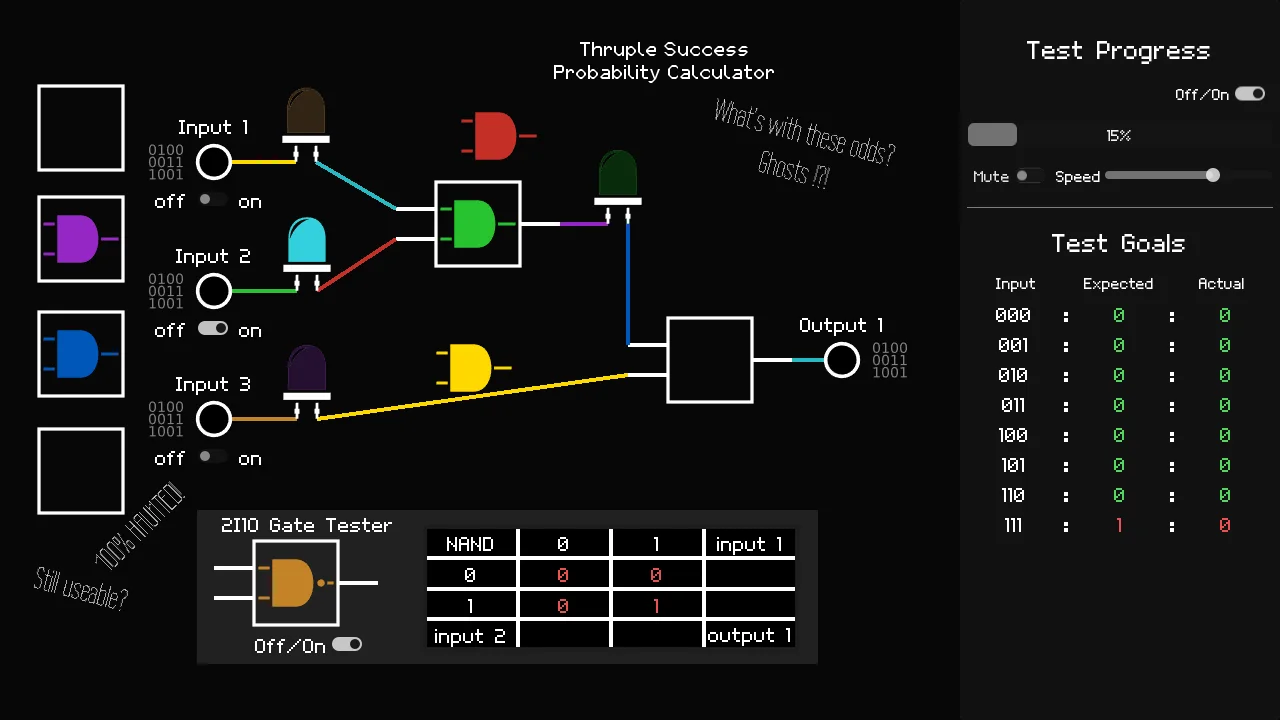 Thruple Success
Probability Calculator
What's with these odds?
Ghosts !?!
Input 1
0100
0011
1001
off on
Input 2
0100
0011
1001
off on
Input 3
0100
0011
1001
off on
Output 1
0100
0011
1001
100% HAUNTED!
Still useable?
2I1O Gate Tester
Off/On
NAND 0 1 input 1
0 0 0
1 0 1
input 2 output 1
Test Progress
Off/On
15%
Mute Speed
Test Goals
Input Expected Actual
000 : 0 : 0
001 : 0 : 0
010 : 0 : 0
011 : 0 : 0
100 : 0 : 0
101 : 0 : 0
110 : 0 : 0
111 : 1 : 0